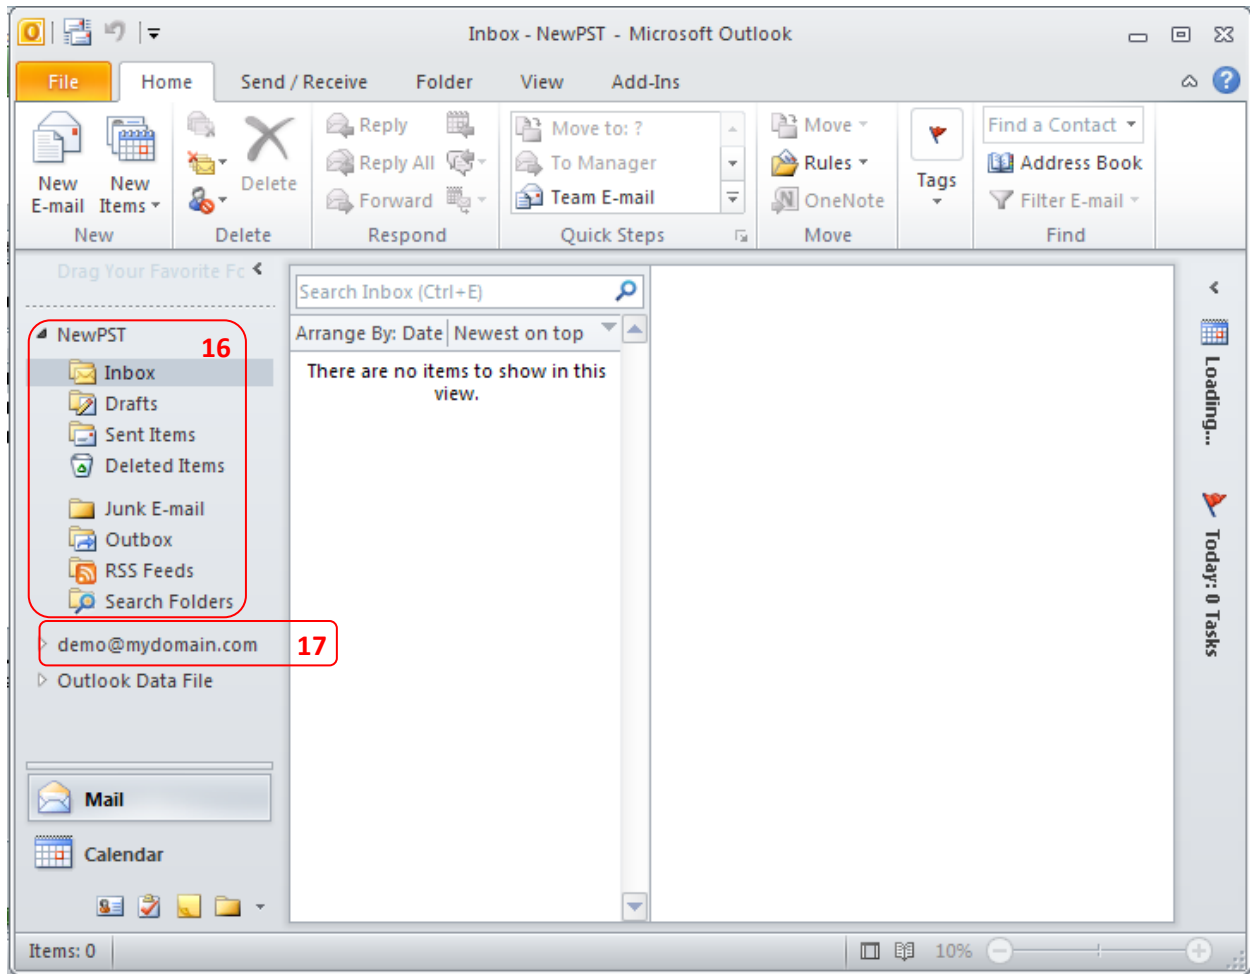 Inbox - NewPST - Microsoft Outlook
File Home Send / Receive Folder View Add-Ins
New E-mail
New Items
Delete
Reply
Reply All
Forward
Move to: ?
To Manager
Team E-mail
Move
Rules
OneNote
Tags
Find a Contact
Address Book
Filter E-mail
New Delete Respond Quick Steps Move Find
Drag Your Favorite Fc
Search Inbox (Ctrl+E)
Arrange By: Date Newest on top
There are no items to show in this
view.
NewPST
16
Inbox
Drafts
Sent Items
Deleted Items
Junk E-mail
Outbox
RSS Feeds
Search Folders
demo@mydomain.com
17
Outlook Data File
Mail
Calendar
Loading...
Today: 0 Tasks
Items: 0
10%